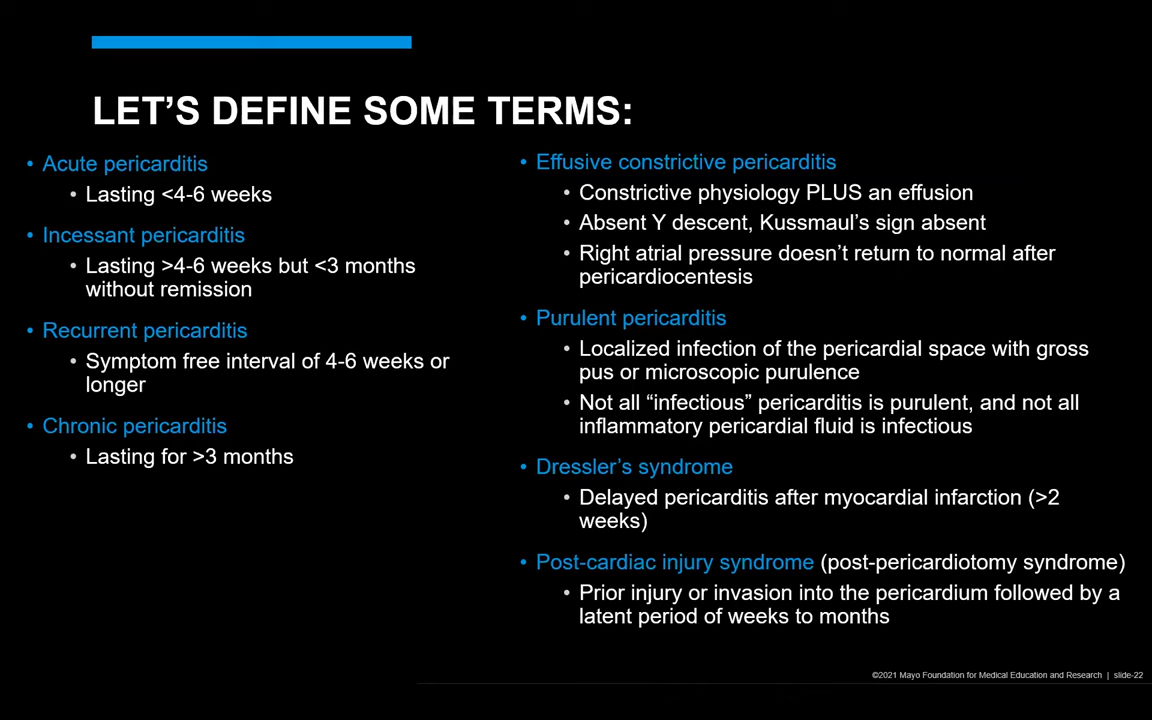 LET’S DEFINE SOME TERMS:
• Acute pericarditis
• Lasting <4-6 weeks
• Incessant pericarditis
• Lasting >4-6 weeks but <3 months
without remission
• Recurrent pericarditis
• Symptom free interval of 4-6 weeks or
longer
• Chronic pericarditis
• Lasting for >3 months
• Effusive constrictive pericarditis
• Constrictive physiology PLUS an effusion
• Absent Y descent, Kussmaul’s sign absent
• Right atrial pressure doesn’t return to normal after
pericardiocentesis
• Purulent pericarditis
• Localized infection of the pericardial space with gross
pus or microscopic purulence
• Not all “infectious” pericarditis is purulent, and not all
inflammatory pericardial fluid is infectious
• Dressler’s syndrome
• Delayed pericarditis after myocardial infarction (>2
weeks)
• Post-cardiac injury syndrome (post-pericardiotomy syndrome)
• Prior injury or invasion into the pericardium followed by a
latent period of weeks to months
©2021 Mayo Foundation for Medical Education and Research | slide-22